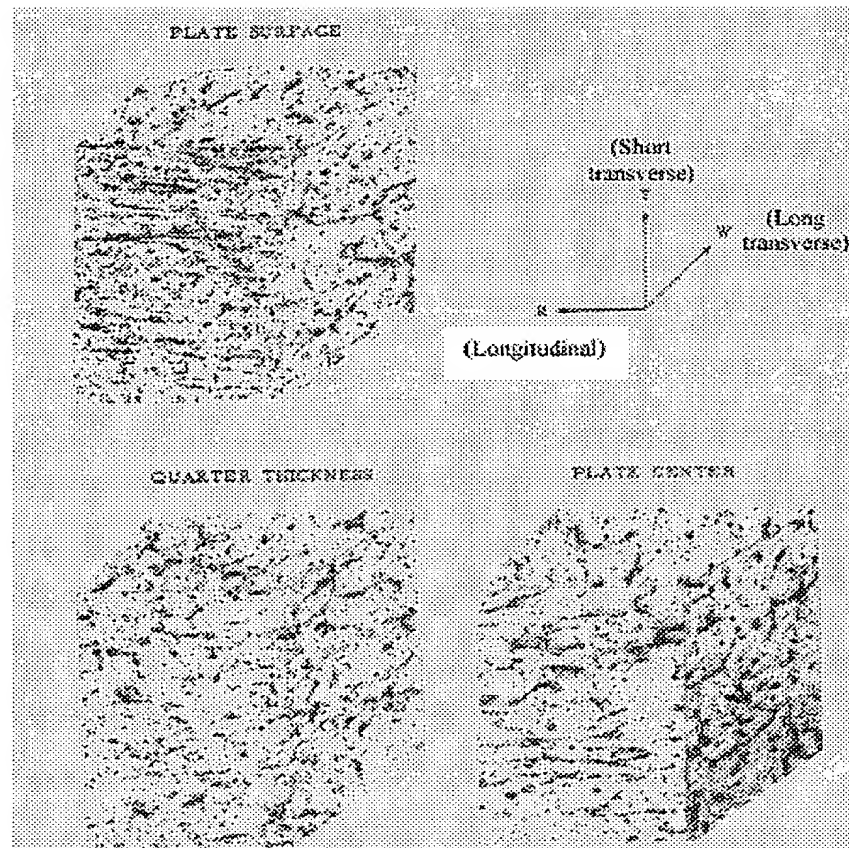 PLATE SURFACE
(Short
transverse)
W
(Long
transverse)
(Longitudinal)
QUARTER THICKNESS
PLATE CENTER